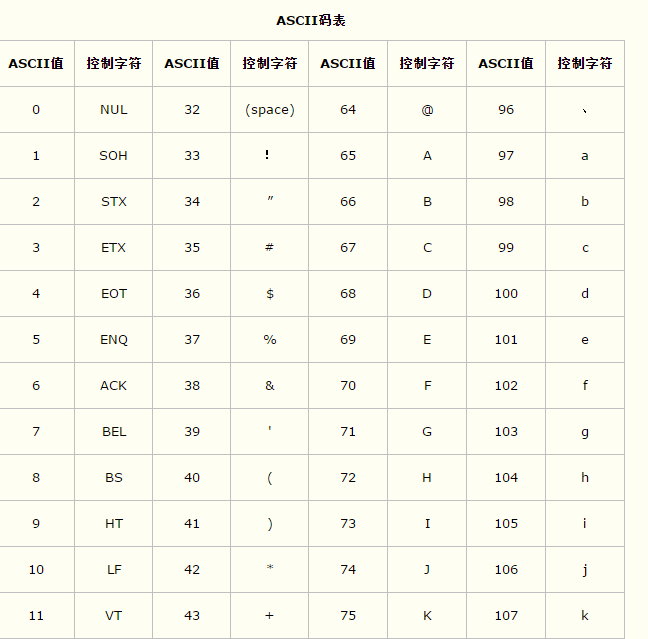 ASCII码表
ASCII值 控制字符 ASCII值 控制字符 ASCII值 控制字符 ASCII值 控制字符
0 NUL 32 (space) 64 @ 96 、
1 SOH 33 ! 65 A 97 a
2 STX 34 ” 66 B 98 b
3 ETX 35 # 67 C 99 c
4 EOT 36 $ 68 D 100 d
5 ENQ 37 % 69 E 101 e
6 ACK 38 & 70 F 102 f
7 BEL 39 ' 71 G 103 g
8 BS 40 ( 72 H 104 h
9 HT 41 ) 73 I 105 i
10 LF 42 * 74 J 106 j
11 VT 43 + 75 K 107 k